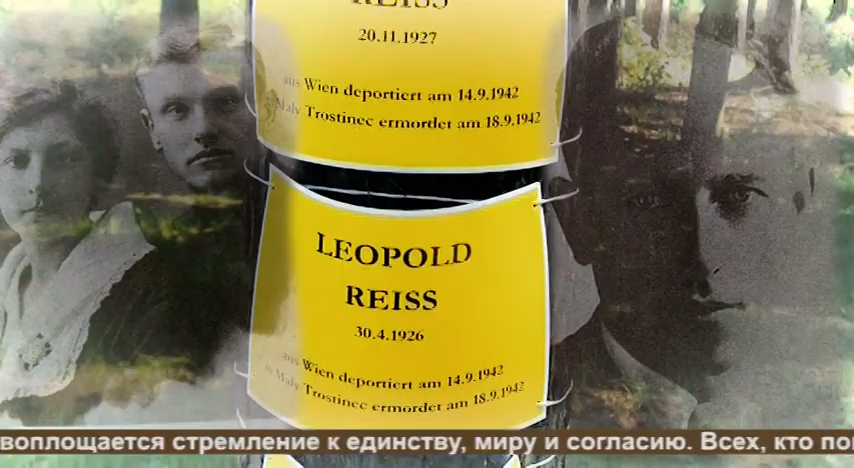 REISS
20.11.1927
aus Wien deportiert am 14.9.1942
Maly Trostinec ermordet am 18.9.1942
LEOPOLD
REISS
30.4.1926
aus Wien deportiert am 14.9.1942
in Maly Trostinec ermordet am 18.9.1942
воплощается стремление к единству, миру и согласию. Всех, кто